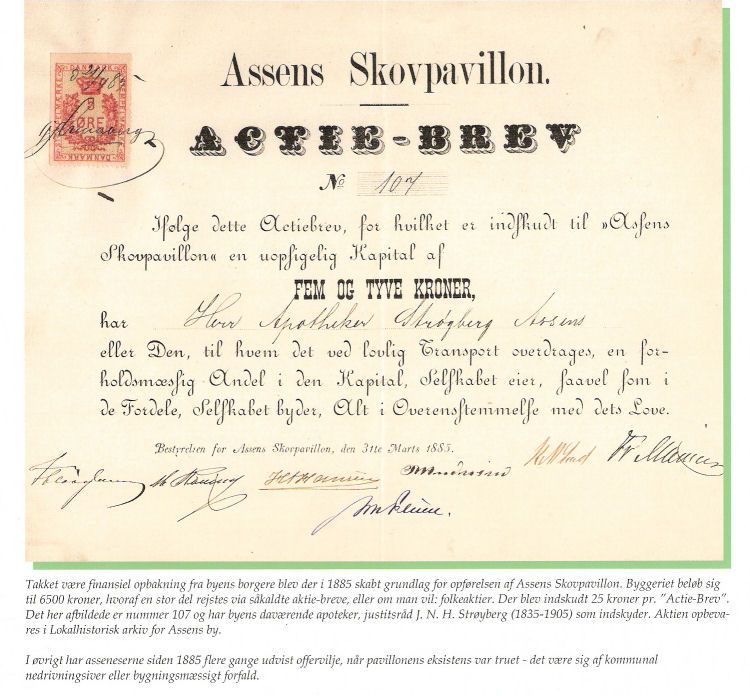 Assens Skovpavillon.
ACTIE-BREV
№ 107
Ifølge dette Actiebrev, for hvilket er indskudt til »Assens
Skovpavillon« en uopsigelig Kapital af
FEM OG TYVE KRONER,
har Herr Apotheker Strøyberg Assens
eller Den, til hvem det ved lovlig Transport overdrages, en for-
holdsmæssig Andel i den Kapital, Selskabet eier, saavel som i
de Fordele, Selskabet byder, Alt i Overensstemmelse med dets Love.
Bestyrelsen for Assens Skovpavillon, den 31te Marts 1885.
DANMARK
ØRE
DANMARK
Takket være finansiel opbakning fra byens borgere blev der i 1885 skabt grundlag for opførelsen af Assens Skovpavillon. Byggeriet beløb sig
til 6500 kroner, hvoraf en stor del rejstes via såkaldte aktie-breve, eller om man vil: folkeaktier. Der blev indskudt 25 kroner pr. "Actie-Brev".
Det her afbildede er nummer 107 og har byens daværende apoteker, justitsråd J. N. H. Strøyberg (1835-1905) som indskyder. Aktien opbeva-
res i Lokalhistorisk arkiv for Assens by.
I øvrigt har asseneserne siden 1885 flere gange udvist offervilje, når pavillonens eksistens var truet - det være sig af kommunal
nedrivningsiver eller bygningsmæssigt forfald.